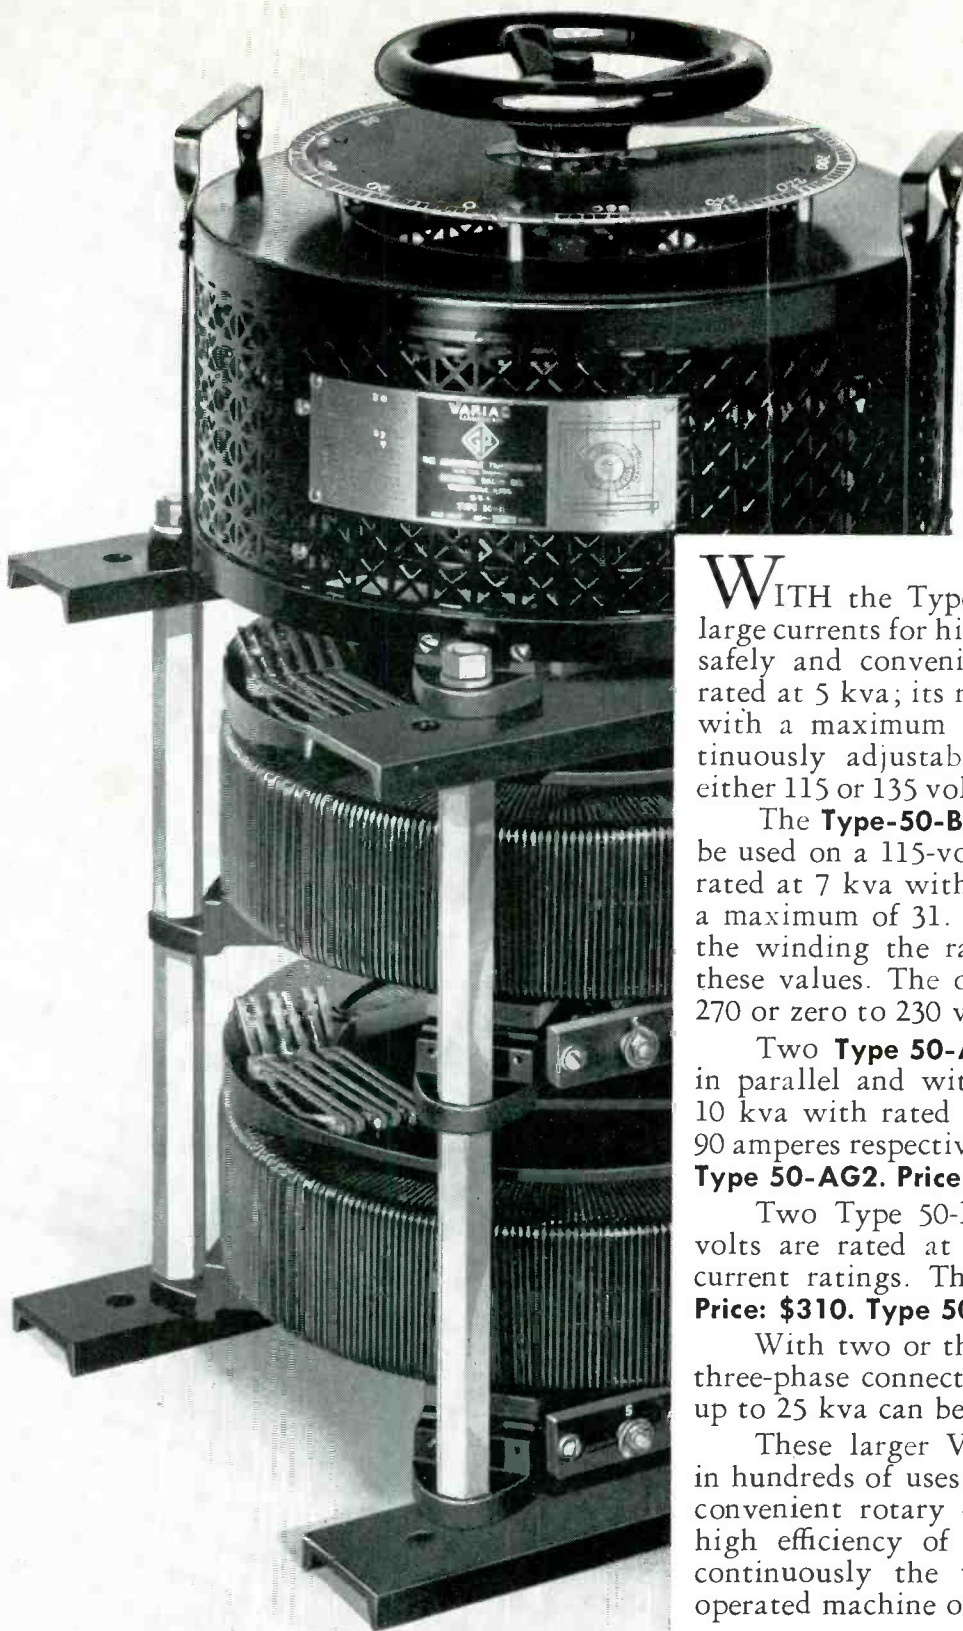 VARIAC
GR
TYPE 50-B
WITH the Typ
large currents for hi
safely and conveni
rated at 5 kva; its r
with a maximum
tinuously adjustab
either 115 or 135 vol
The Type-50-B
be used on a 115-vo
rated at 7 kva with
a maximum of 31.
the winding the ra
these values. The o
270 or zero to 230 v
Two Type 50-A
in parallel and wit
10 kva with rated
90 amperes respectiv
Type 50-AG2. Price
Two Type 50-
volts are rated at
current ratings. Th
Price: $310. Type 50
With two or th
three-phase connect
up to 25 kva can be
These larger V
in hundreds of uses
convenient rotary
high efficiency of
continuously the
operated machine o